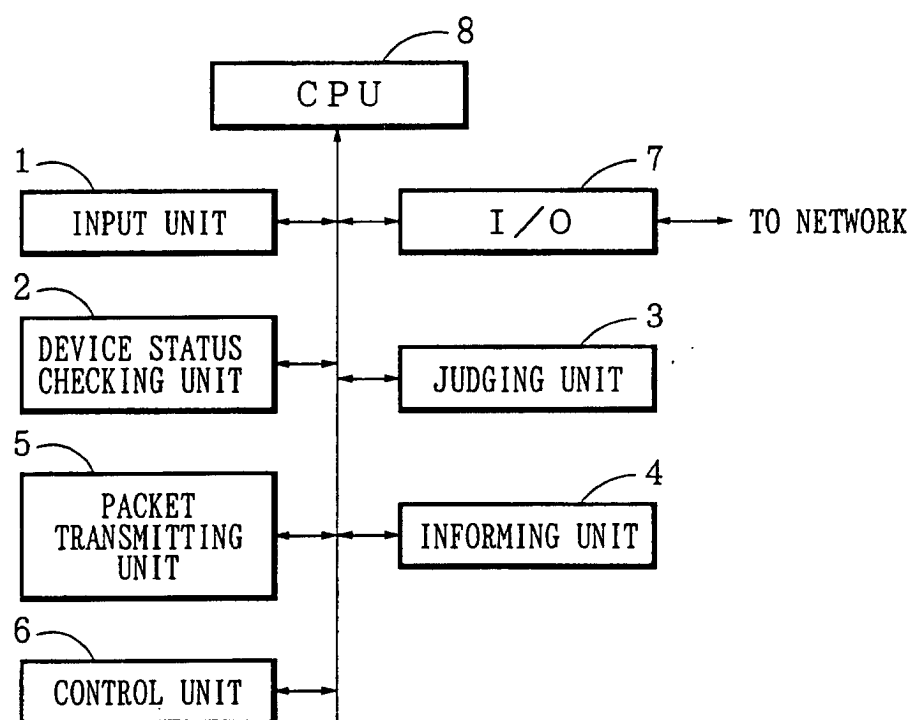 8
CPU
1
INPUT UNIT
7
I/O
TO NETWORK
2
DEVICE STATUS
CHECKING UNIT
3
JUDGING UNIT
5
PACKET
TRANSMITTING
UNIT
4
INFORMING UNIT
6
CONTROL UNIT